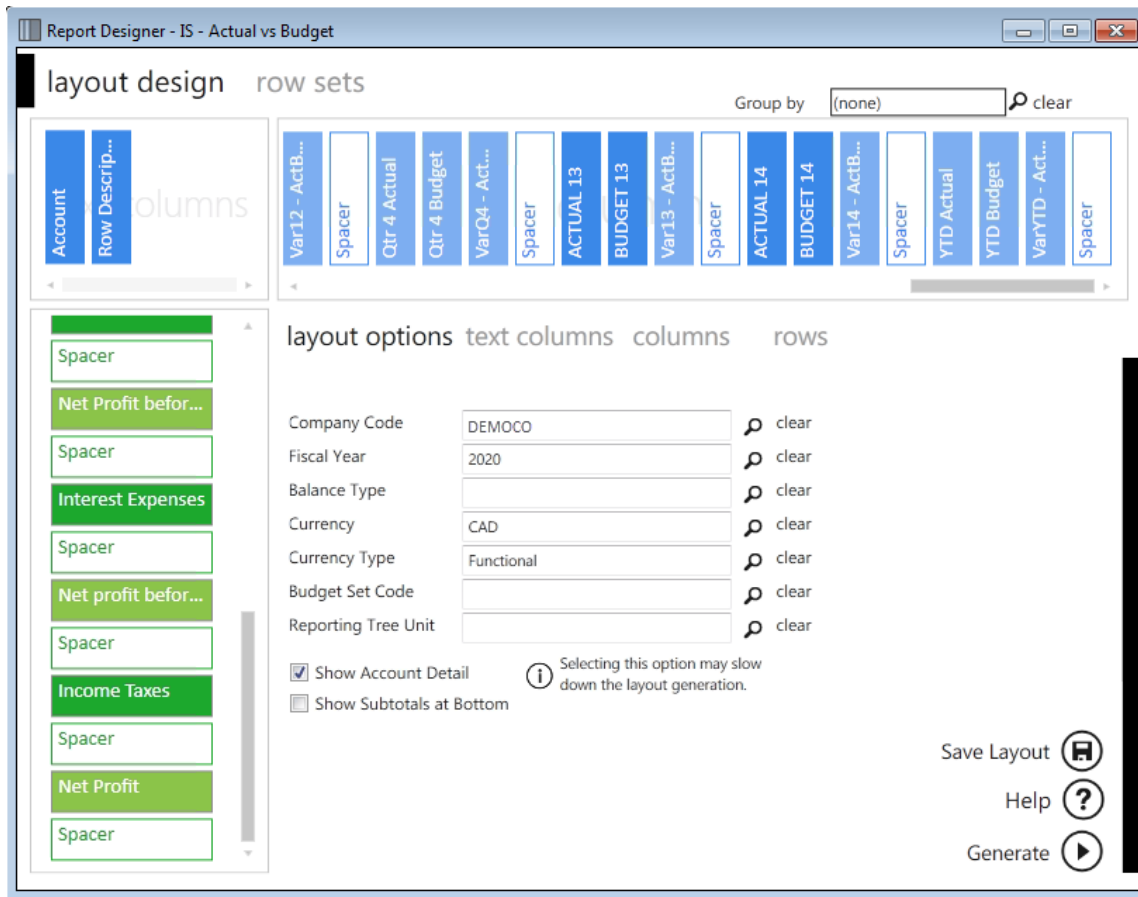 Report Designer - IS - Actual vs Budget
layout design row sets
Group by (none) clear
Account
Row Descrip...
columns
Var12 - ActB...
Spacer
Qtr 4 Actual
Qtr 4 Budget
VarQ4 - Act...
Spacer
ACTUAL 13
BUDGET 13
Var13 - ActB...
Spacer
ACTUAL 14
BUDGET 14
Var14 - ActB...
Spacer
YTD Actual
YTD Budget
VarYTD - Act...
Spacer
Spacer
Net Profit befor...
Spacer
Interest Expenses
Spacer
Net profit befor...
Spacer
Income Taxes
Spacer
Net Profit
Spacer
layout options text columns columns rows
Company Code DEMOCO clear
Fiscal Year 2020 clear
Balance Type clear
Currency CAD clear
Currency Type Functional clear
Budget Set Code clear
Reporting Tree Unit clear
Show Account Detail
Selecting this option may slow
down the layout generation.
Show Subtotals at Bottom
Save Layout
Help ?
Generate